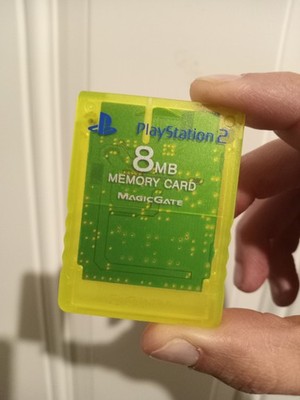 PlayStation 2
8MB
MEMORY CARD
MAGICGATE